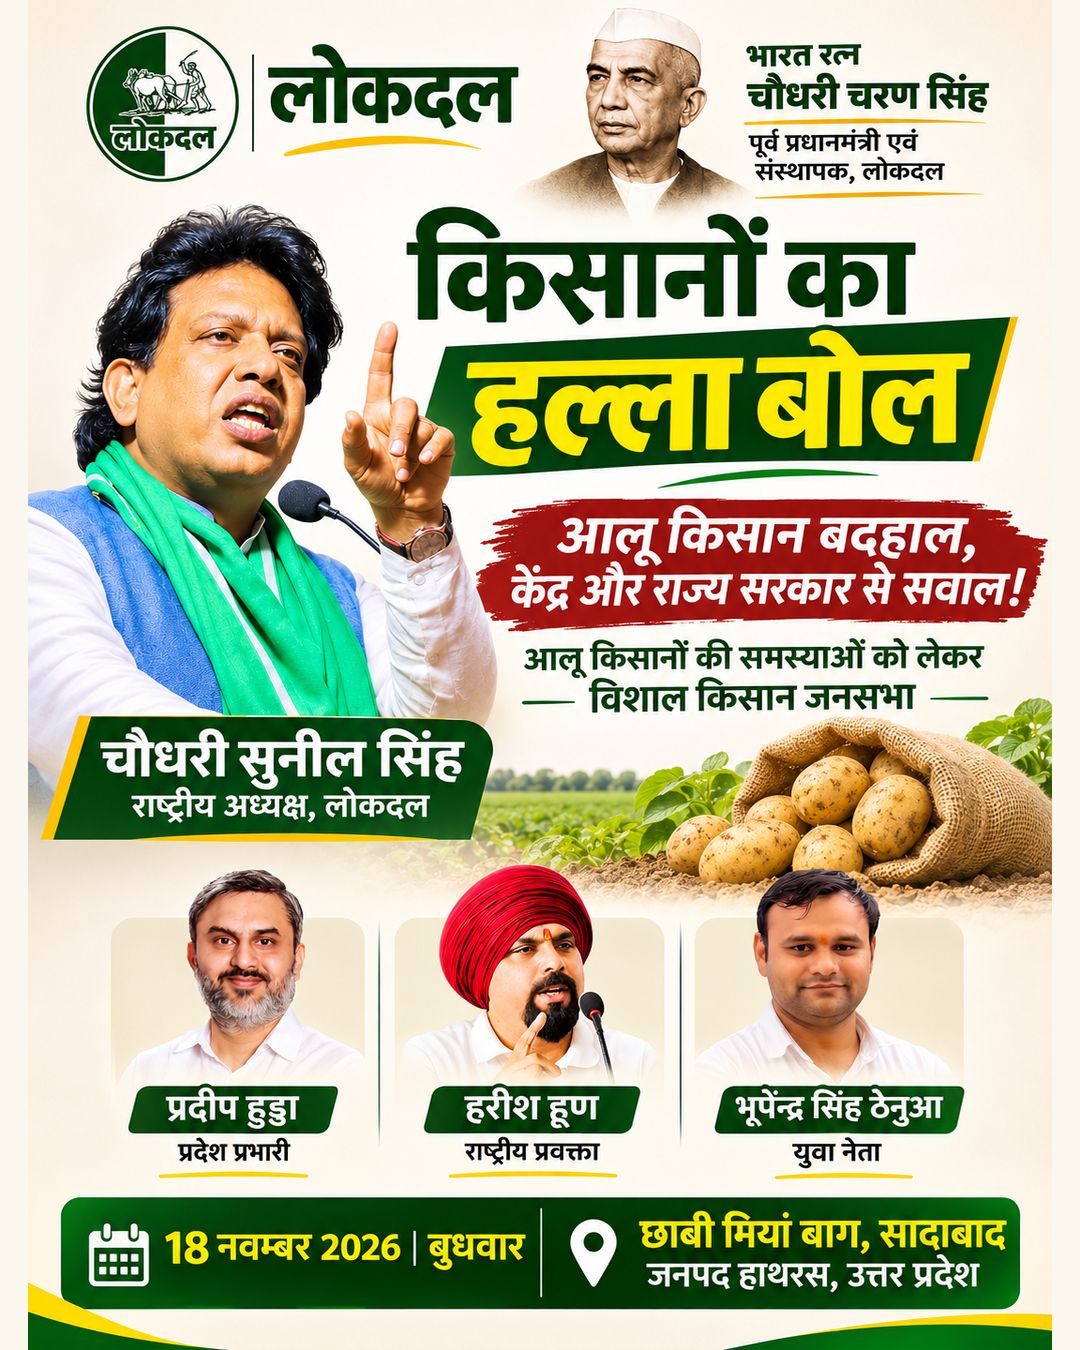 लोकदल
लोकदल
भारत रत्न
चौधरी चरण सिंह
पूर्व प्रधानमंत्री एवं
संस्थापक, लोकदल
किसानों का
हल्ला बोल
आलू किसान बदहाल,
केंद्र और राज्य सरकार से सवाल!
आलू किसानों की समस्याओं को लेकर
विशाल किसान जनसभा
चौधरी सुनील सिंह
राष्ट्रीय अध्यक्ष, लोकदल
प्रदीप हुड्डा
प्रदेश प्रभारी
हरीश हूण
राष्ट्रीय प्रवक्ता
भूपेंद्र सिंह ठेनुआ
युवा नेता
18 नवम्बर 2026 | बुधवार
छाबी मियां बाग, सादाबाद
जनपद हाथरस, उत्तर प्रदेश